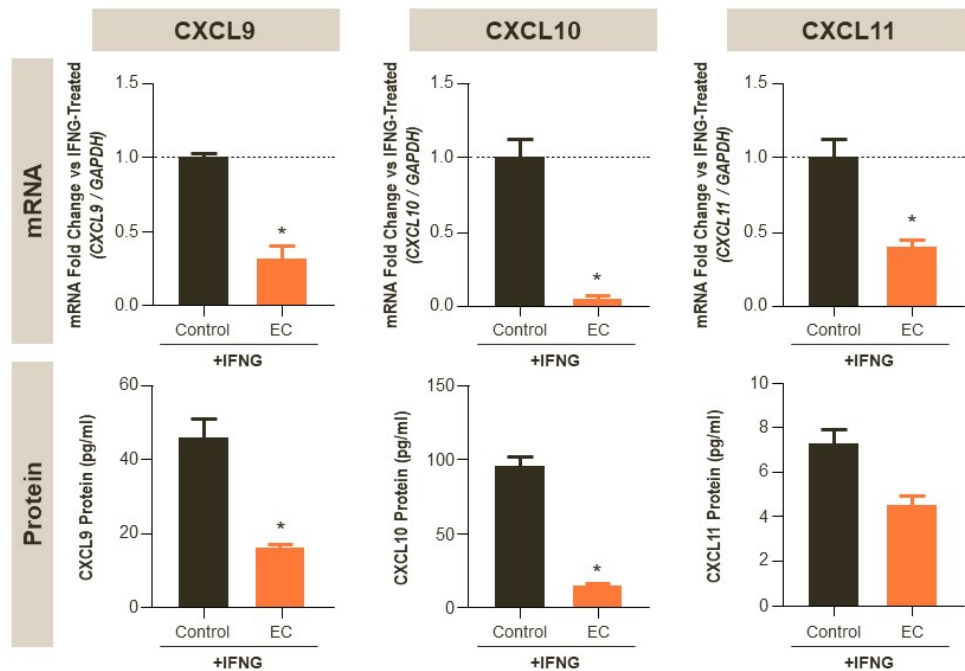 CXCL9
CXCL10
CXCL11
mRNA
mRNA Fold Change vs IFNG-Treated
(CXCL9 / GAPDH)
1.5
1.0
0.5
0.0
*
Control
EC
+IFNG
mRNA Fold Change vs IFNG-Treated
(CXCL10 / GAPDH)
1.5
1.0
0.5
0.0
*
Control
EC
+IFNG
mRNA Fold Change vs IFNG-Treated
(CXCL11 / GAPDH)
1.5
1.0
0.5
0.0
*
Control
EC
+IFNG
Protein
CXCL9 Protein (pg/ml)
60
40
20
0
*
Control
EC
+IFNG
CXCL10 Protein (pg/ml)
150
100
50
0
*
Control
EC
+IFNG
CXCL11 Protein (pg/ml)
8
6
4
2
0
Control
EC
+IFNG